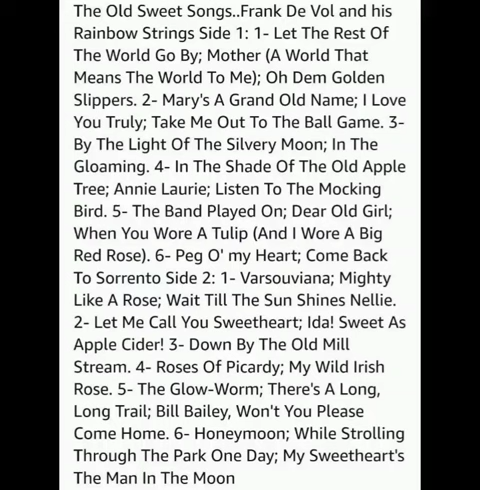 The Old Sweet Songs..Frank De Vol and his
Rainbow Strings Side 1: 1- Let The Rest Of
The World Go By; Mother (A World That
Means The World To Me); Oh Dem Golden
Slippers. 2- Mary's A Grand Old Name; I Love
You Truly; Take Me Out To The Ball Game. 3-
By The Light Of The Silvery Moon; In The
Gloaming. 4- In The Shade Of The Old Apple
Tree; Annie Laurie; Listen To The Mocking
Bird. 5- The Band Played On; Dear Old Girl;
When You Wore A Tulip (And I Wore A Big
Red Rose). 6- Peg O' my Heart; Come Back
To Sorrento Side 2: 1- Varsouviana; Mighty
Like A Rose; Wait Till The Sun Shines Nellie.
2- Let Me Call You Sweetheart; Ida! Sweet As
Apple Cider! 3- Down By The Old Mill
Stream. 4- Roses Of Picardy; My Wild Irish
Rose. 5- The Glow-Worm; There's A Long,
Long Trail; Bill Bailey, Won't You Please
Come Home. 6- Honeymoon; While Strolling
Through The Park One Day; My Sweetheart's
The Man In The Moon